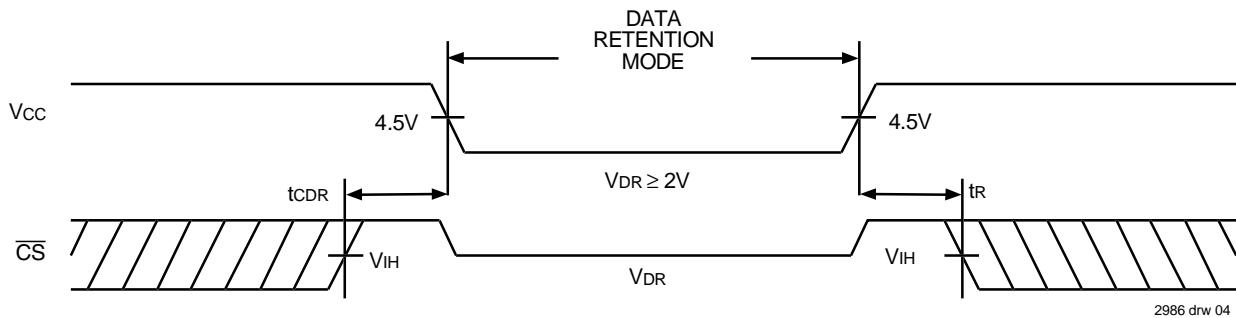 DATA
RETENTION
MODE
VCC
4.5V
4.5V
VDR ≥ 2V
tCDR
tR
CS
VIH
VIH
VDR
2986 drw 04